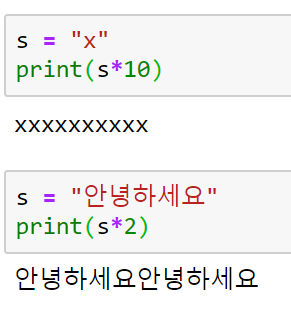 s = "x"
print(s*10)
xxxxxxxxxx
s = "안녕하세요"
print(s*2)
안녕하세요안녕하세요